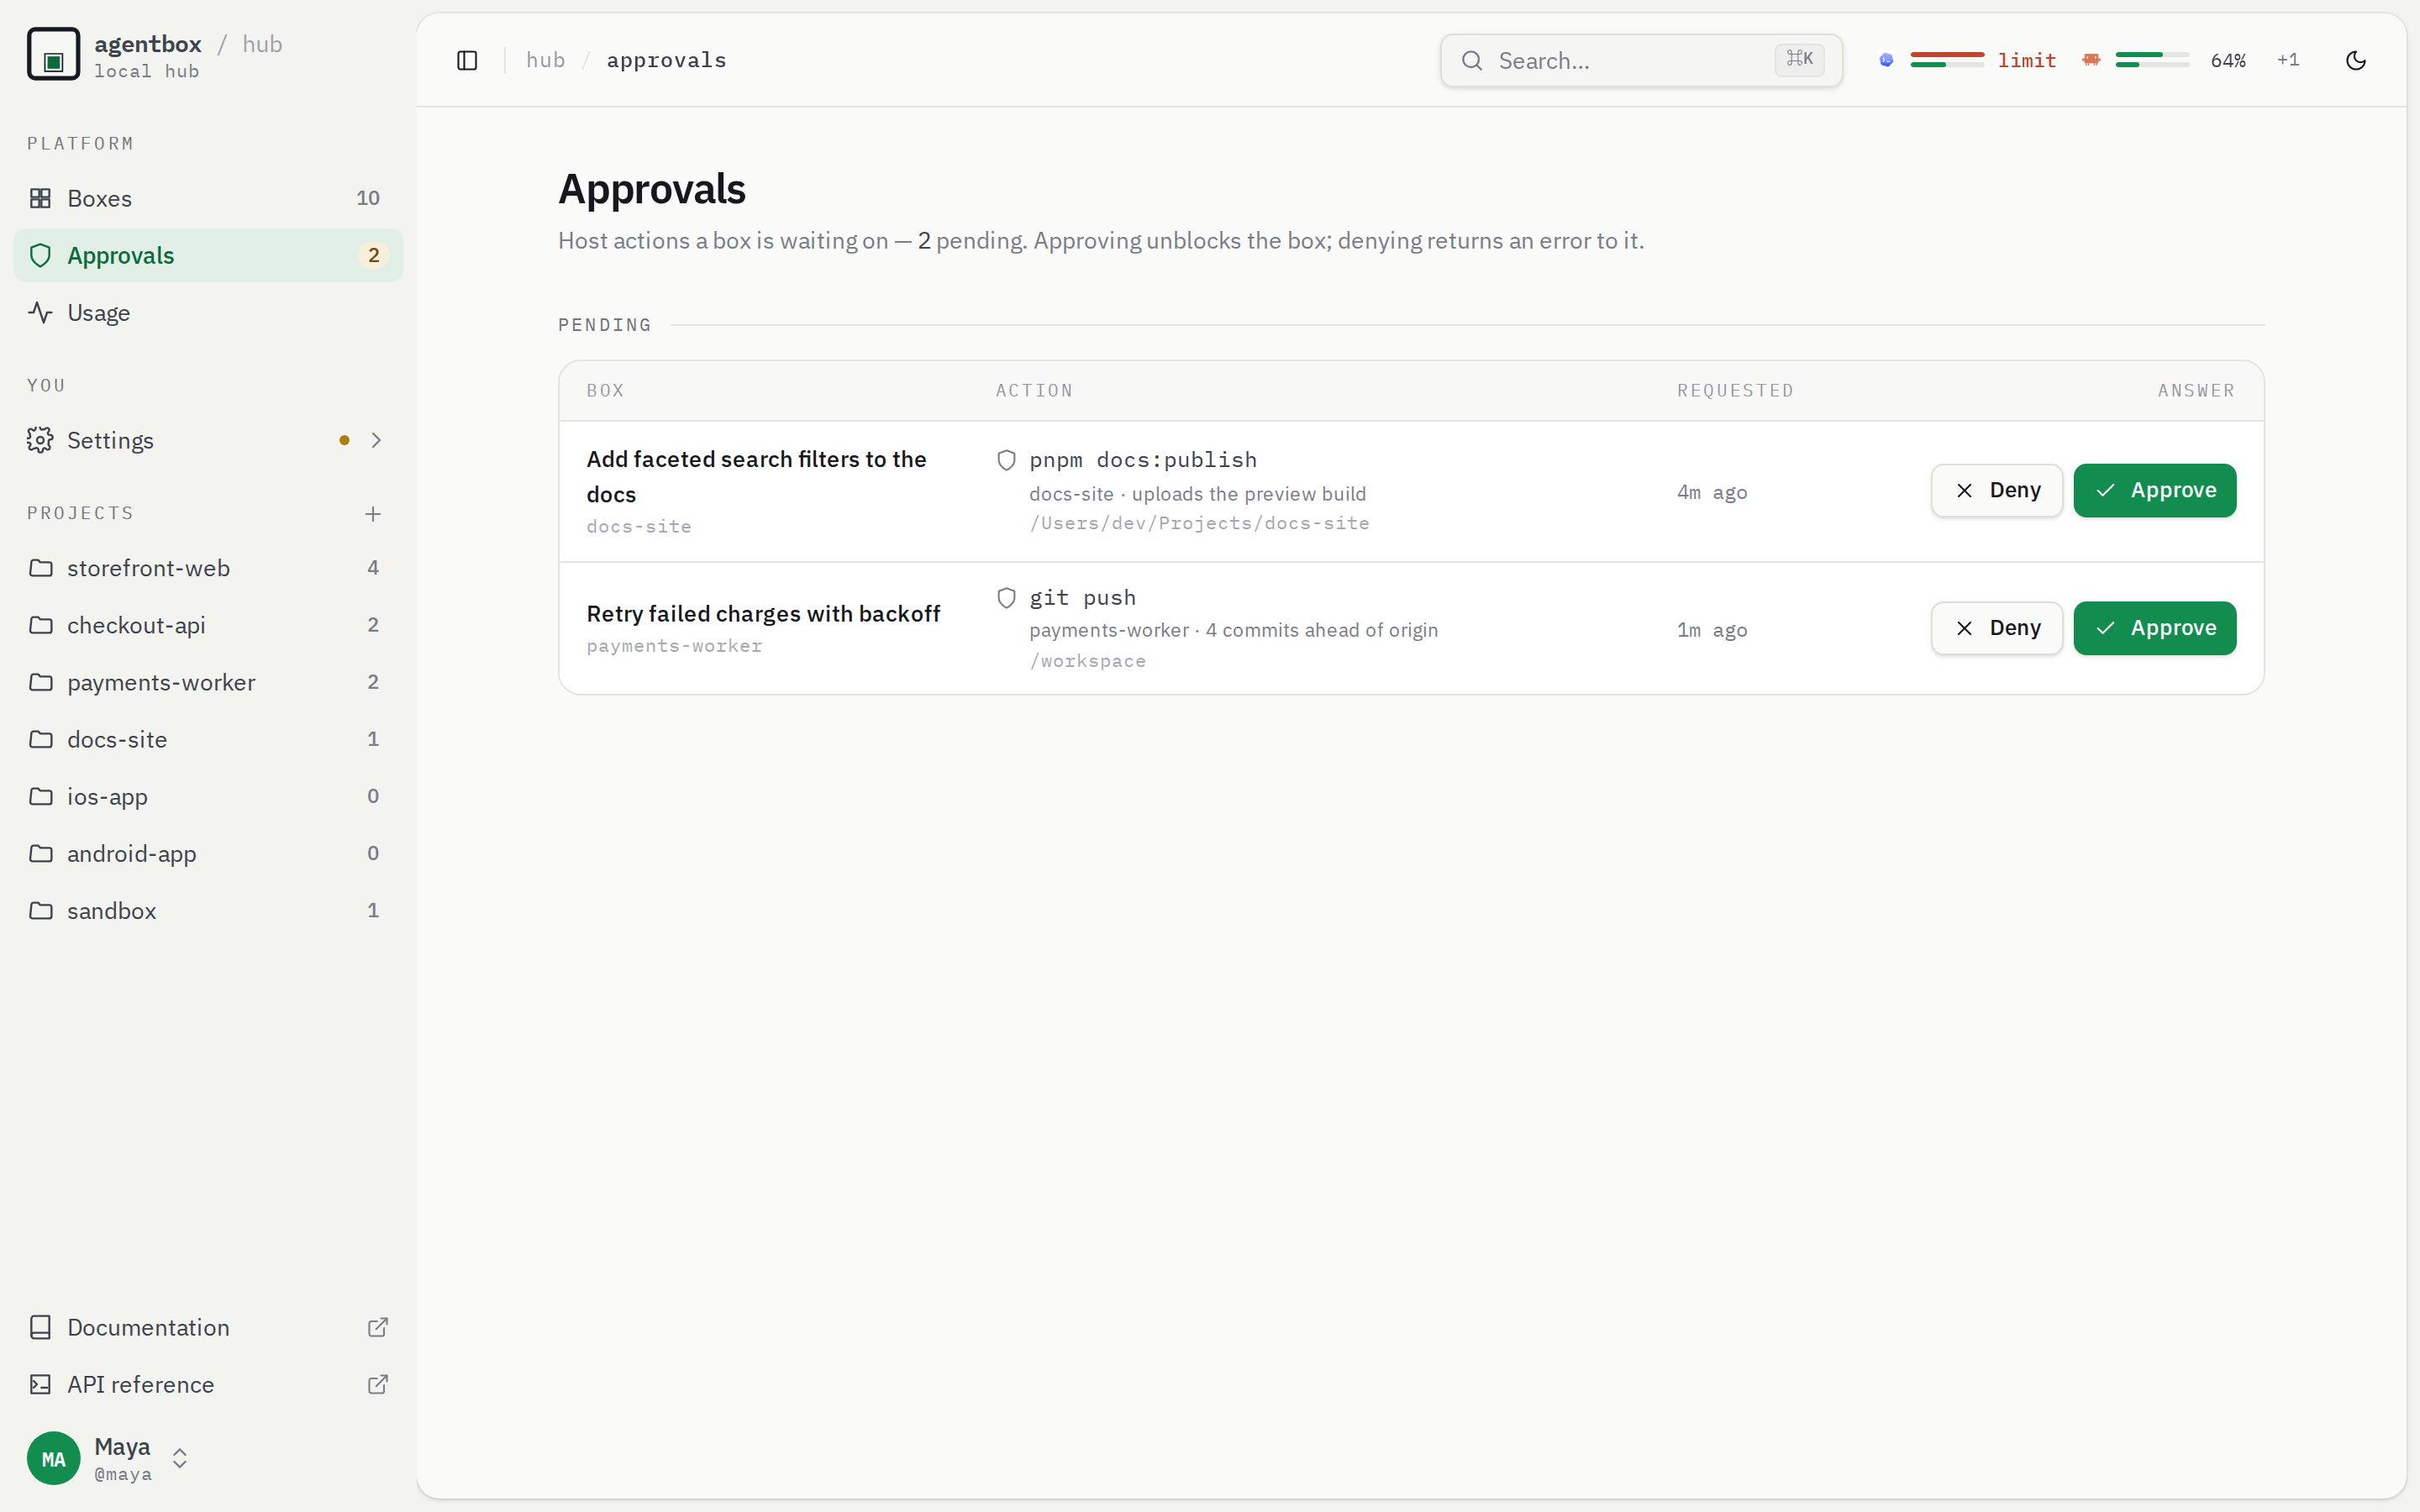 agentbox / hub
local hub
PLATFORM
Boxes 10
Approvals 2
Usage
YOU
Settings
PROJECTS
storefront-web 4
checkout-api 2
payments-worker 2
docs-site 1
ios-app 0
android-app 0
sandbox 1
Documentation
API reference
MA
Maya
@maya
hub / approvals
Search... ⌘K
limit
64%
+1
Approvals
Host actions a box is waiting on — 2 pending. Approving unblocks the box; denying returns an error to it.
PENDING
BOX ACTION REQUESTED ANSWER
Add faceted search filters to the
docs
docs-site
pnpm docs:publish
docs-site · uploads the preview build
/Users/dev/Projects/docs-site
4m ago
Deny
Approve
Retry failed charges with backoff
payments-worker
git push
payments-worker · 4 commits ahead of origin
/workspace
1m ago
Deny
Approve